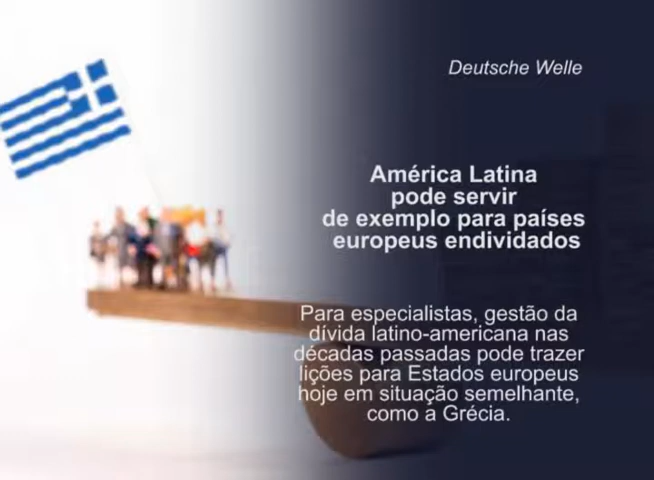 Deutsche Welle
América Latina
pode servir
de exemplo para países
europeus endividados
Para especialistas, gestão da
dívida latino-americana nas
décadas passadas pode trazer
lições para Estados europeus
hoje em situação semelhante,
como a Grécia.